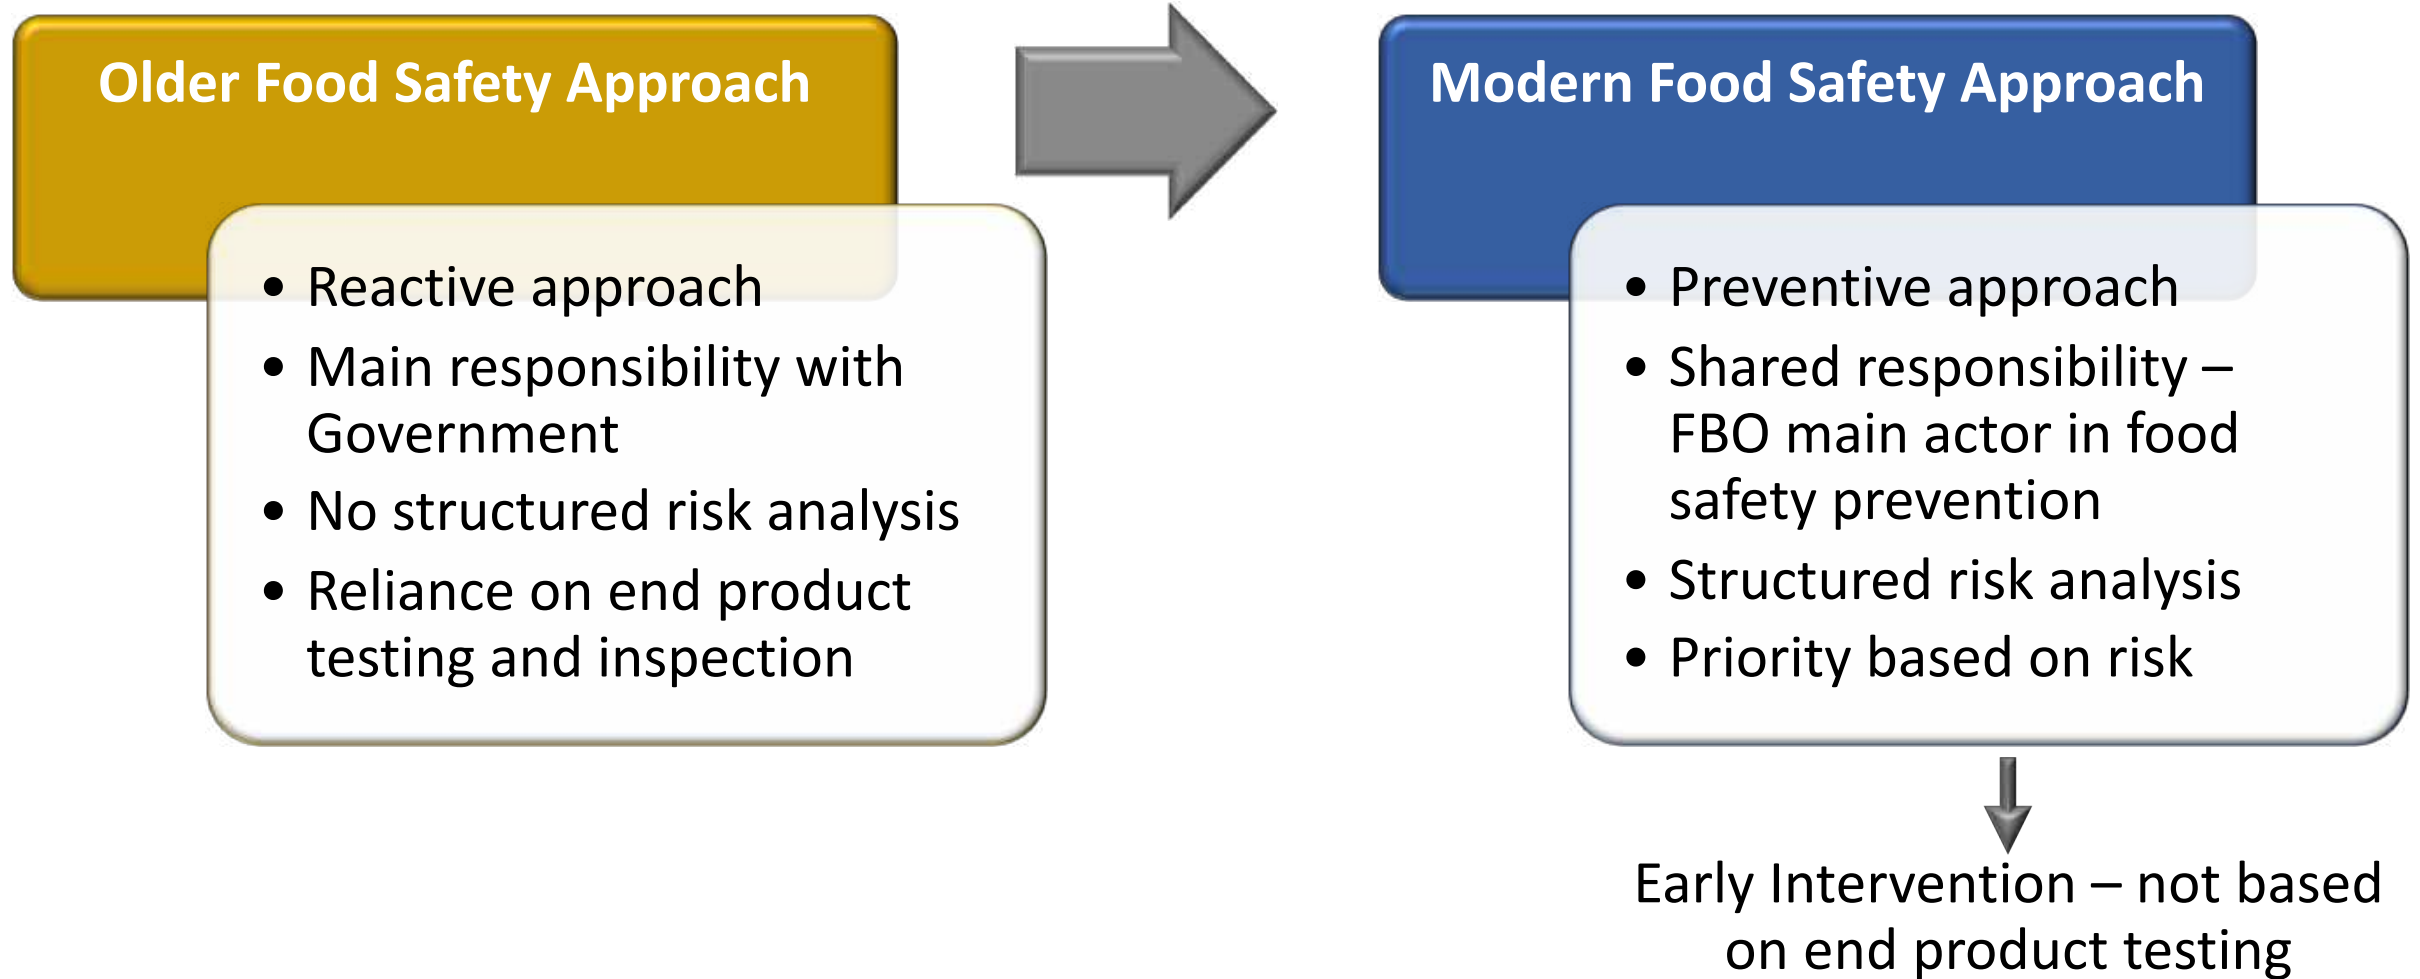 Older Food Safety Approach
• Reactive approach
• Main responsibility with
Government
• No structured risk analysis
• Reliance on end product
testing and inspection
Modern Food Safety Approach
• Preventive approach
• Shared responsibility –
FBO main actor in food
safety prevention
• Structured risk analysis
• Priority based on risk
Early Intervention – not based
on end product testing